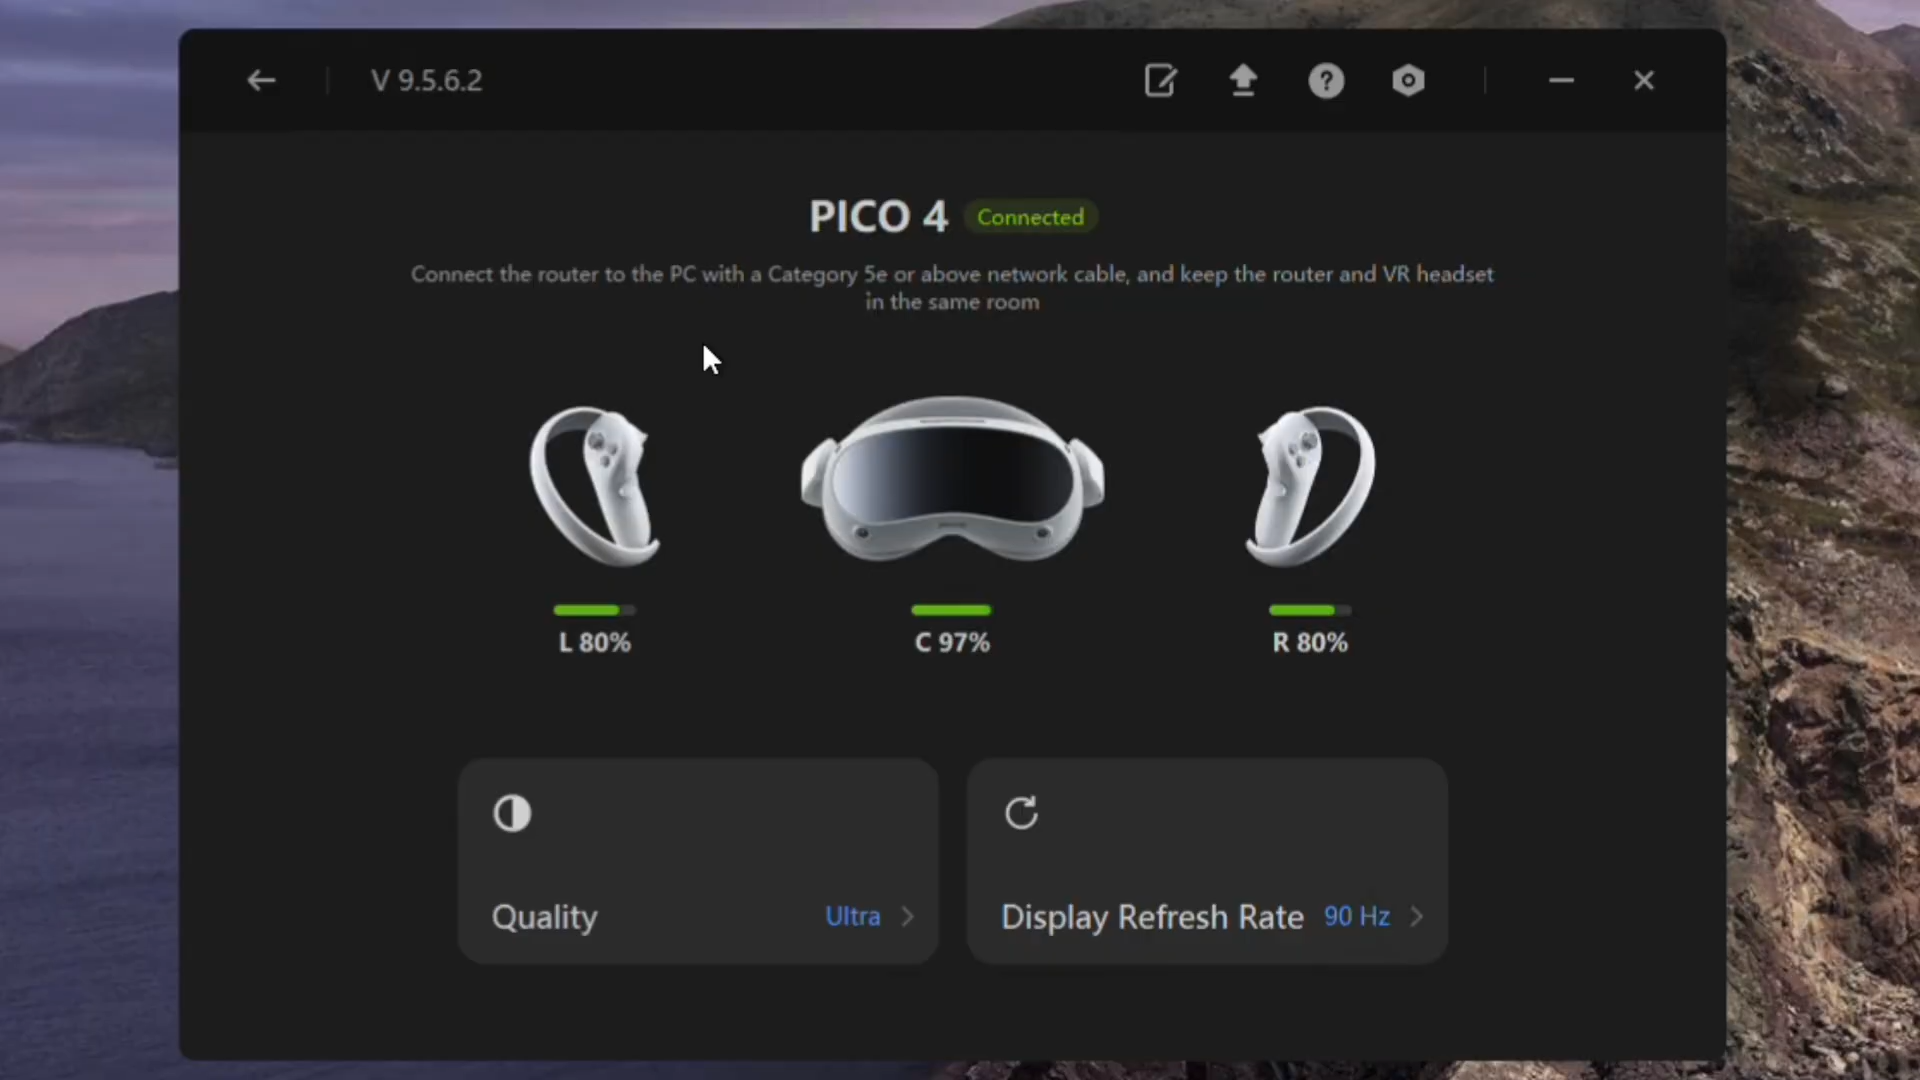 V 9.5.6.2
PICO 4 Connected
Connect the router to the PC with a Category 5e or above network cable, and keep the router and VR headset
in the same room
L 80%
C 97%
R 80%
Quality Ultra
Display Refresh Rate 90 Hz